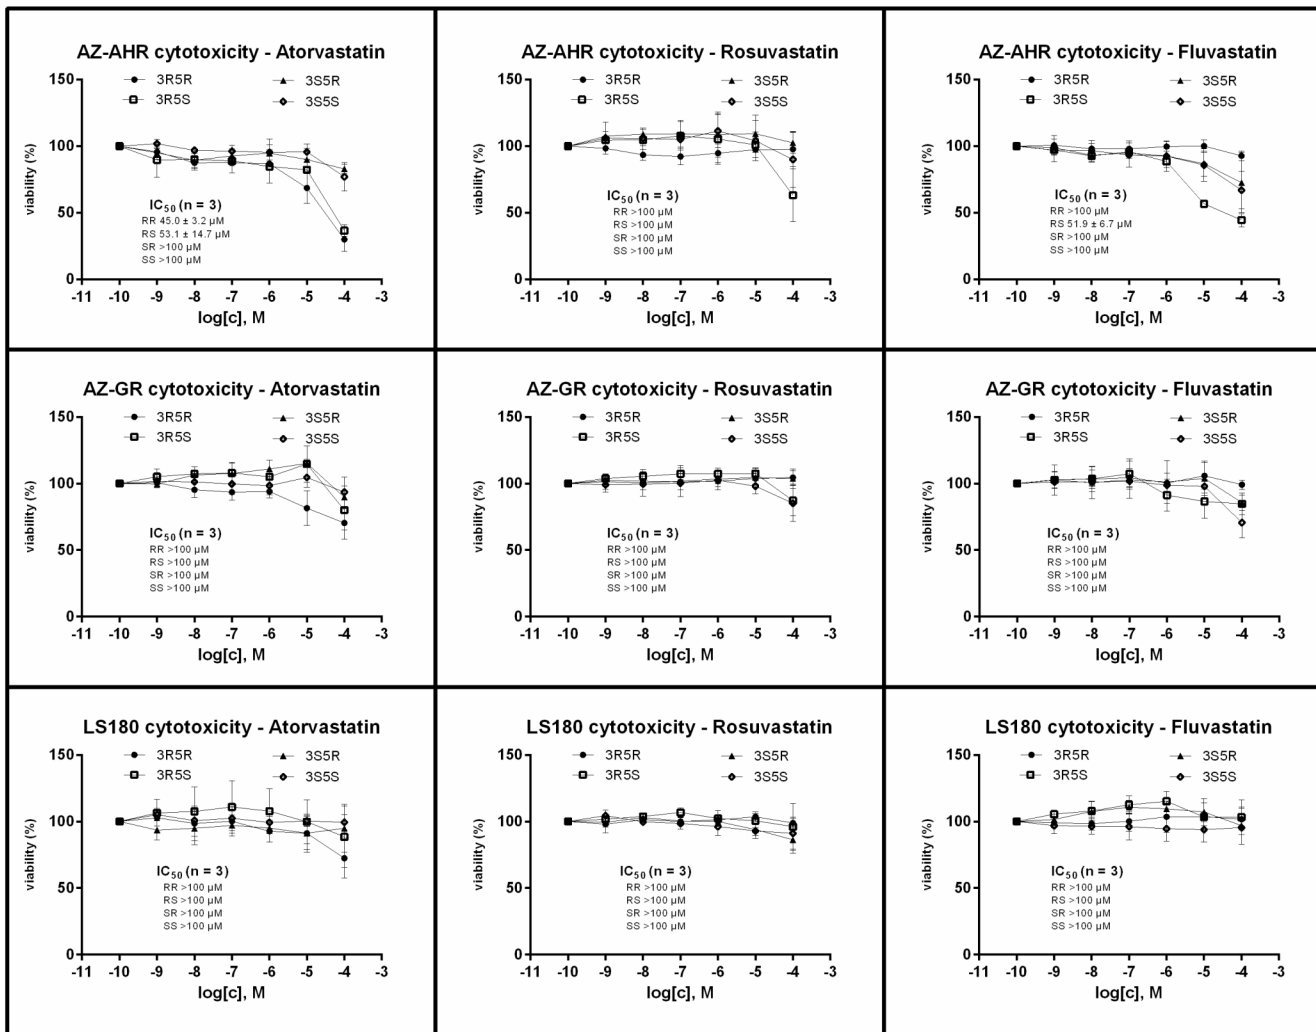 AZ-AHR cytotoxicity - Atorvastatin
3R5R
3S5R
3R5S
3S5S
150
100
50
0
viability (%)
IC50 (n = 3)
RR 45.0 ± 3.2 µM
RS 53.1 ± 14.7 µM
SR >100 µM
SS >100 µM
-11 -10 -9 -8 -7 -6 -5 -4 -3
log[c], M
AZ-AHR cytotoxicity - Rosuvastatin
3R5R
3S5R
3R5S
3S5S
150
100
50
0
viability (%)
IC50 (n = 3)
RR >100 µM
RS >100 µM
SR >100 µM
SS >100 µM
-11 -10 -9 -8 -7 -6 -5 -4 -3
log[c], M
AZ-AHR cytotoxicity - Fluvastatin
3R5R
3S5R
3R5S
3S5S
150
100
50
0
viability (%)
IC50 (n = 3)
RR >100 µM
RS 51.9 ± 6.7 µM
SR >100 µM
SS >100 µM
-11 -10 -9 -8 -7 -6 -5 -4 -3
log[c], M
AZ-GR cytotoxicity - Atorvastatin
3R5R
3S5R
3R5S
3S5S
150
100
50
0
viability (%)
IC50 (n = 3)
RR >100 µM
RS >100 µM
SR >100 µM
SS >100 µM
-11 -10 -9 -8 -7 -6 -5 -4 -3
log[c], M
AZ-GR cytotoxicity - Rosuvastatin
3R5R
3S5R
3R5S
3S5S
150
100
50
0
viability (%)
IC50 (n = 3)
RR >100 µM
RS >100 µM
SR >100 µM
SS >100 µM
-11 -10 -9 -8 -7 -6 -5 -4 -3
log[c], M
AZ-GR cytotoxicity - Fluvastatin
3R5R
3S5R
3R5S
3S5S
150
100
50
0
viability (%)
IC50 (n = 3)
RR >100 µM
RS >100 µM
SR >100 µM
SS >100 µM
-11 -10 -9 -8 -7 -6 -5 -4 -3
log[c], M
LS180 cytotoxicity - Atorvastatin
3R5R
3S5R
3R5S
3S5S
150
100
50
0
viability (%)
IC50 (n = 3)
RR >100 µM
RS >100 µM
SR >100 µM
SS >100 µM
-11 -10 -9 -8 -7 -6 -5 -4 -3
log[c], M
LS180 cytotoxicity - Rosuvastatin
3R5R
3S5R
3R5S
3S5S
150
100
50
0
viability (%)
IC50 (n = 3)
RR >100 µM
RS >100 µM
SR >100 µM
SS >100 µM
-11 -10 -9 -8 -7 -6 -5 -4 -3
log[c], M
LS180 cytotoxicity - Fluvastatin
3R5R
3S5R
3R5S
3S5S
150
100
50
0
viability (%)
IC50 (n = 3)
RR >100 µM
RS >100 µM
SR >100 µM
SS >100 µM
-11 -10 -9 -8 -7 -6 -5 -4 -3
log[c], M